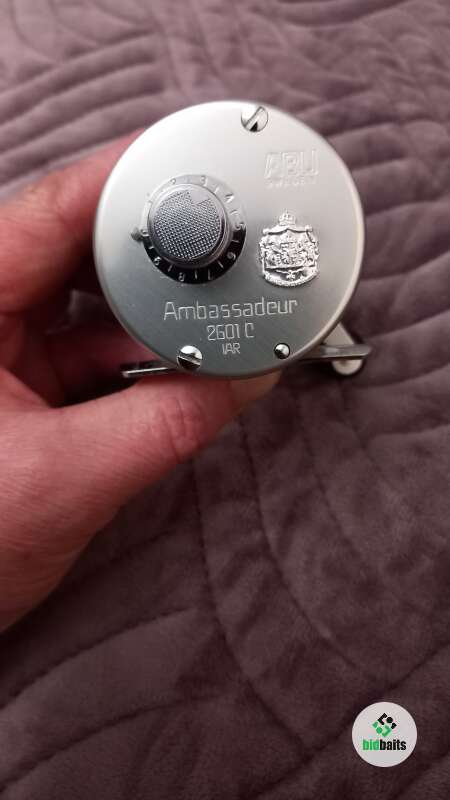 ABU
SWEDEN
Ambassadeur
2601 C
IAR
bidbaits